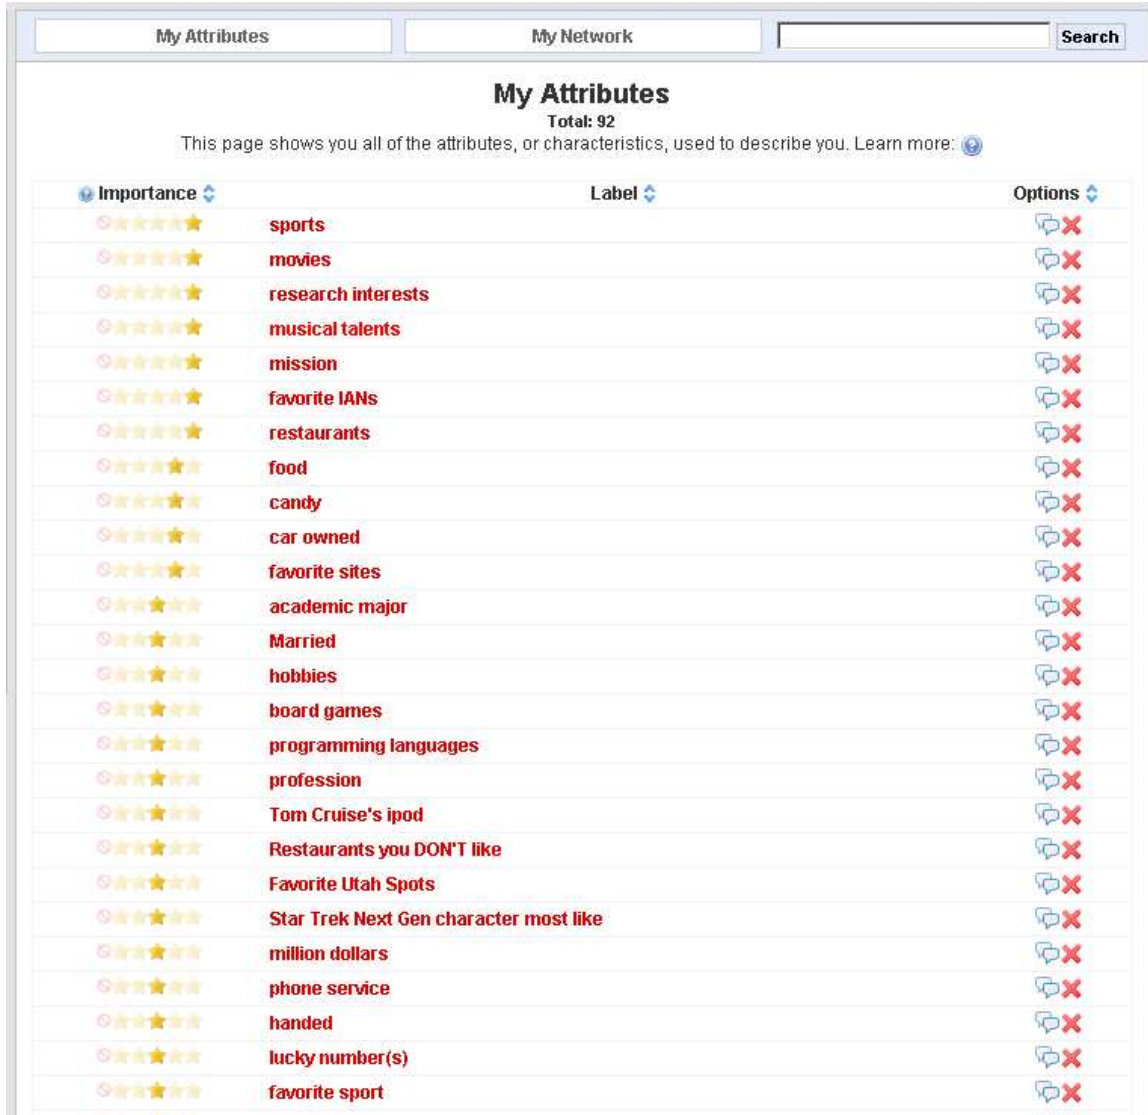 My Attributes My Network Search
My Attributes
Total: 92
This page shows you all of the attributes, or characteristics, used to describe you. Learn more:
Importance Label Options
sports
movies
research interests
musical talents
mission
favorite IANs
restaurants
food
candy
car owned
favorite sites
academic major
Married
hobbies
board games
programming languages
profession
Tom Cruise's ipod
Restaurants you DON'T like
Favorite Utah Spots
Star Trek Next Gen character most like
million dollars
phone service
handed
lucky number(s)
favorite sport